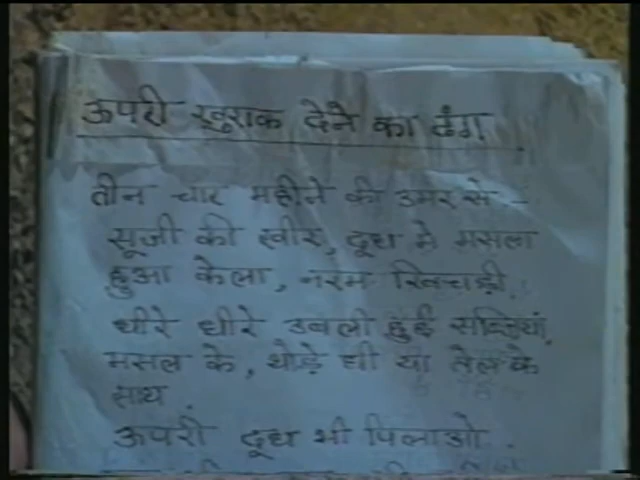 ऊपरी खुराक देने का ढंग
तीन चार महीने की उमर से -
सूजी की खीर, दूध मे मसला
हुआ केला, नरम खिचड़ी,
धीरे धीरे उबली हुई सब्जियां,
मसल के, थोड़े घी या तेल के
साथ.
ऊपरी दूध भी पिलाओ.